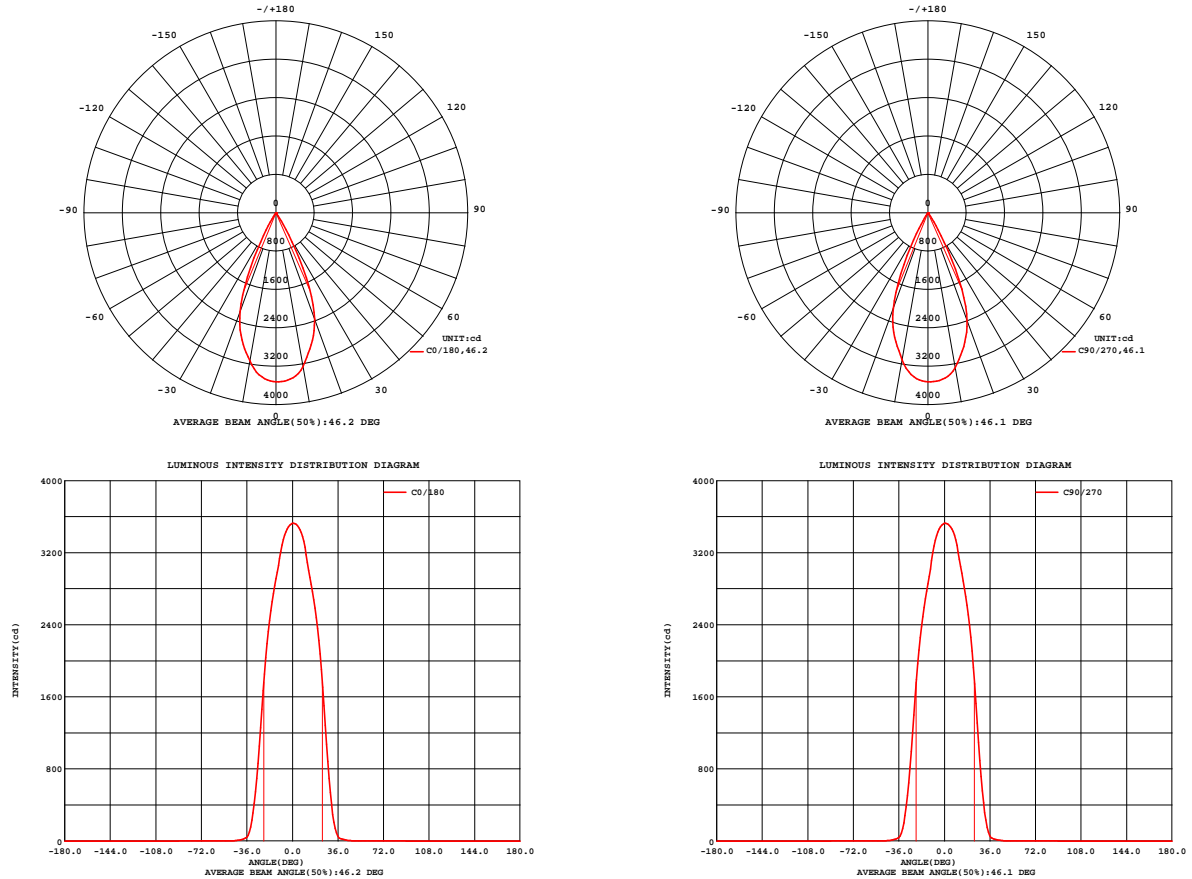 -/+180
-150
150
-120
120
0
-90
90
800
1600
-60
60
2400
UNIT:cd
C0/180,46.2
3200
-30
30
4000
0
AVERAGE BEAM ANGLE(50%):46.2 DEG
-/+180
-150
150
-120
120
0
-90
90
800
1600
-60
60
2400
UNIT:cd
C90/270,46.1
3200
-30
30
4000
0
AVERAGE BEAM ANGLE(50%):46.1 DEG
LUMINOUS INTENSITY DISTRIBUTION DIAGRAM
4000
C0/180
3200
2400
INTENSITY(cd)
1600
800
0
-180.0 -144.0 -108.0 -72.0 -36.0 0.0 36.0 72.0 108.0 144.0 180.0
ANGLE(DEG)
AVERAGE BEAM ANGLE(50%):46.2 DEG
LUMINOUS INTENSITY DISTRIBUTION DIAGRAM
4000
C90/270
3200
2400
INTENSITY(cd)
1600
800
0
-180.0 -144.0 -108.0 -72.0 -36.0 0.0 36.0 72.0 108.0 144.0 180.0
ANGLE(DEG)
AVERAGE BEAM ANGLE(50%):46.1 DEG